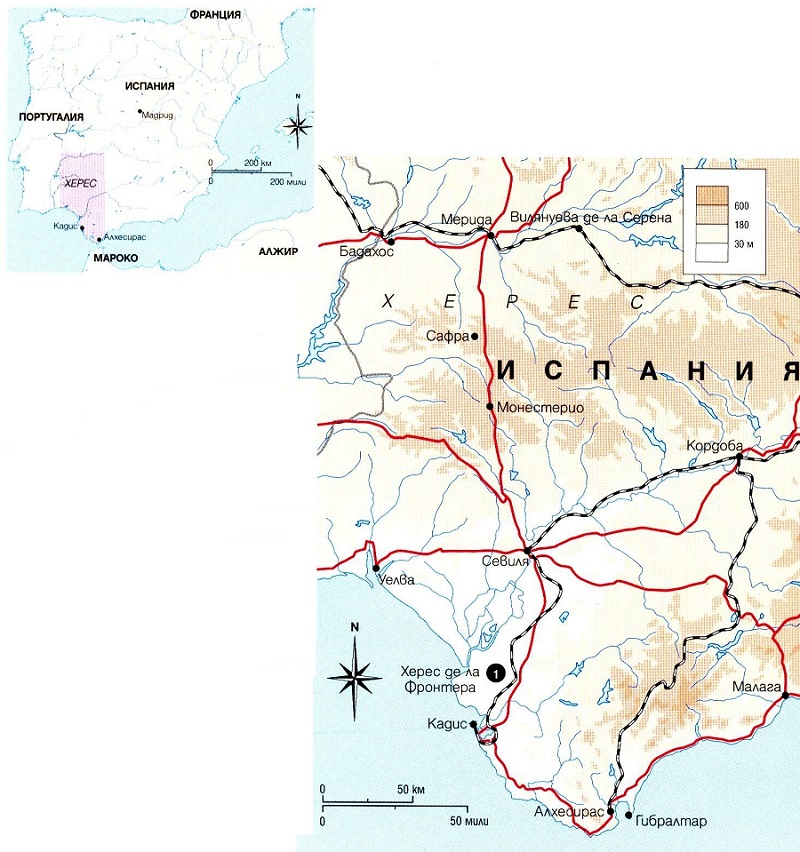 ФРАНЦИЯ
ИСПАНИЯ
Мадрид
ПОРТУГАЛИЯ
N
0 200 км
0 200 мили
ХЕРЕС
Кадис
Алхесирас
МАРОКО
АЛЖИР
Мерида
Вилянуева де ла Серена
Бадахос
600
180
30 м
ХЕРЕС
Сафра
ИСПАНИЯ
Монестерио
Кордоба
Севиля
Уелва
N
Херес де ла
Фронтера
1
Кадис
Малага
0 50 км
0 50 мили
Алхесирас
Гибралтар